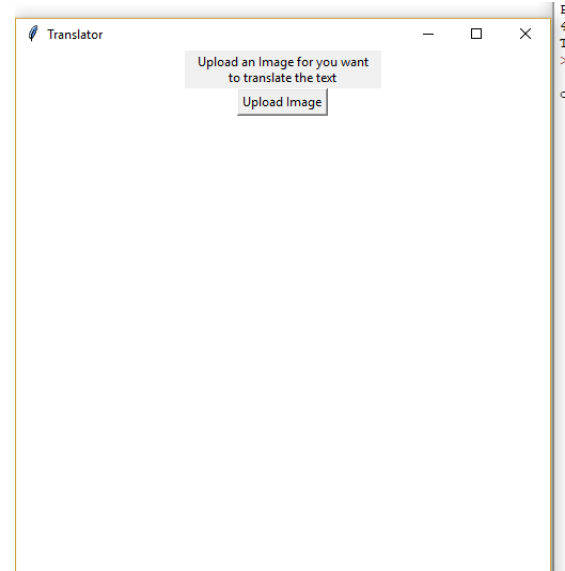 Translator
Upload an Image for you want
to translate the text
Upload Image